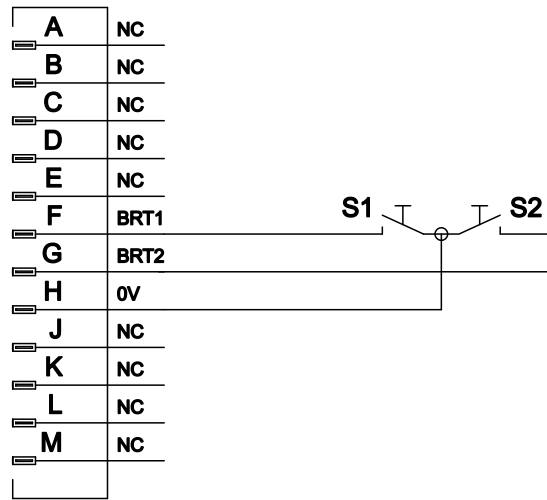 A NC
B NC
C NC
D NC
E NC
F BRT1 S1 S2
G BRT2
H 0V
J NC
K NC
L NC
M NC